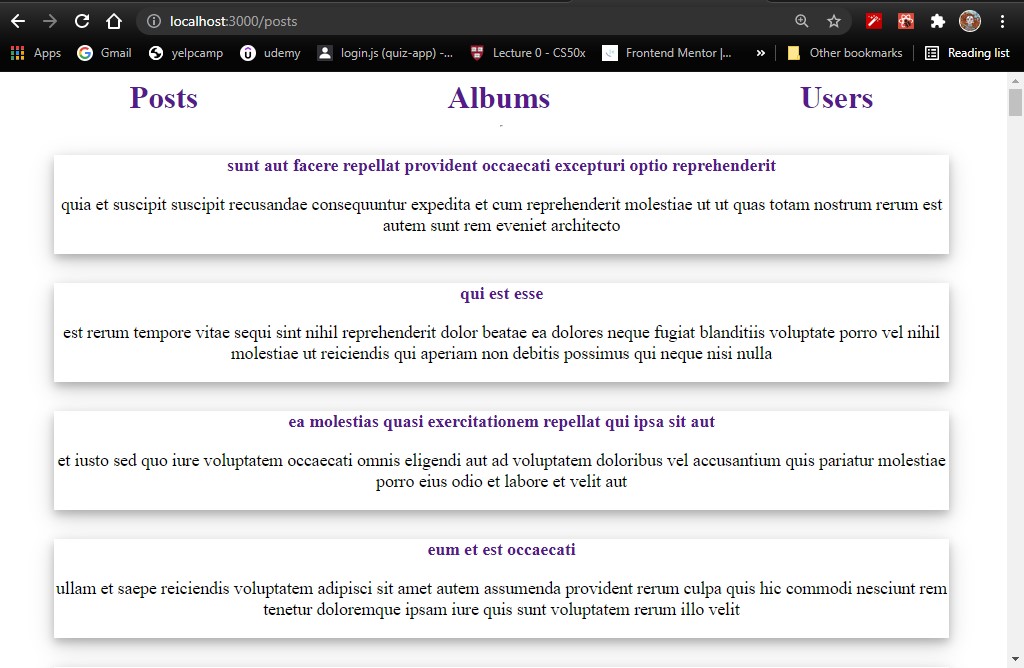 localhost:3000/posts
Apps Gmail yelpcamp udemy login.js (quiz-app) -... Lecture 0 - CS50x Frontend Mentor |... » Other bookmarks Reading list
Posts Albums Users
sunt aut facere repellat provident occaecati excepturi optio reprehenderit
quia et suscipit suscipit recusandae consequuntur expedita et cum reprehenderit molestiae ut ut quas totam nostrum rerum est
autem sunt rem eveniet architecto
qui est esse
est rerum tempore vitae sequi sint nihil reprehenderit dolor beatae ea dolores neque fugiat blanditiis voluptate porro vel nihil
molestiae ut reiciendis qui aperiam non debitis possimus qui neque nisi nulla
ea molestias quasi exercitationem repellat qui ipsa sit aut
et iusto sed quo iure voluptatem occaecati omnis eligendi aut ad voluptatem doloribus vel accusantium quis pariatur molestiae
porro eius odio et labore et velit aut
eum et est occaecati
ullam et saepe reiciendis voluptatem adipisci sit amet autem assumenda provident rerum culpa quis hic commodi nesciunt rem
tenetur doloremque ipsam iure quis sunt voluptatem rerum illo velit